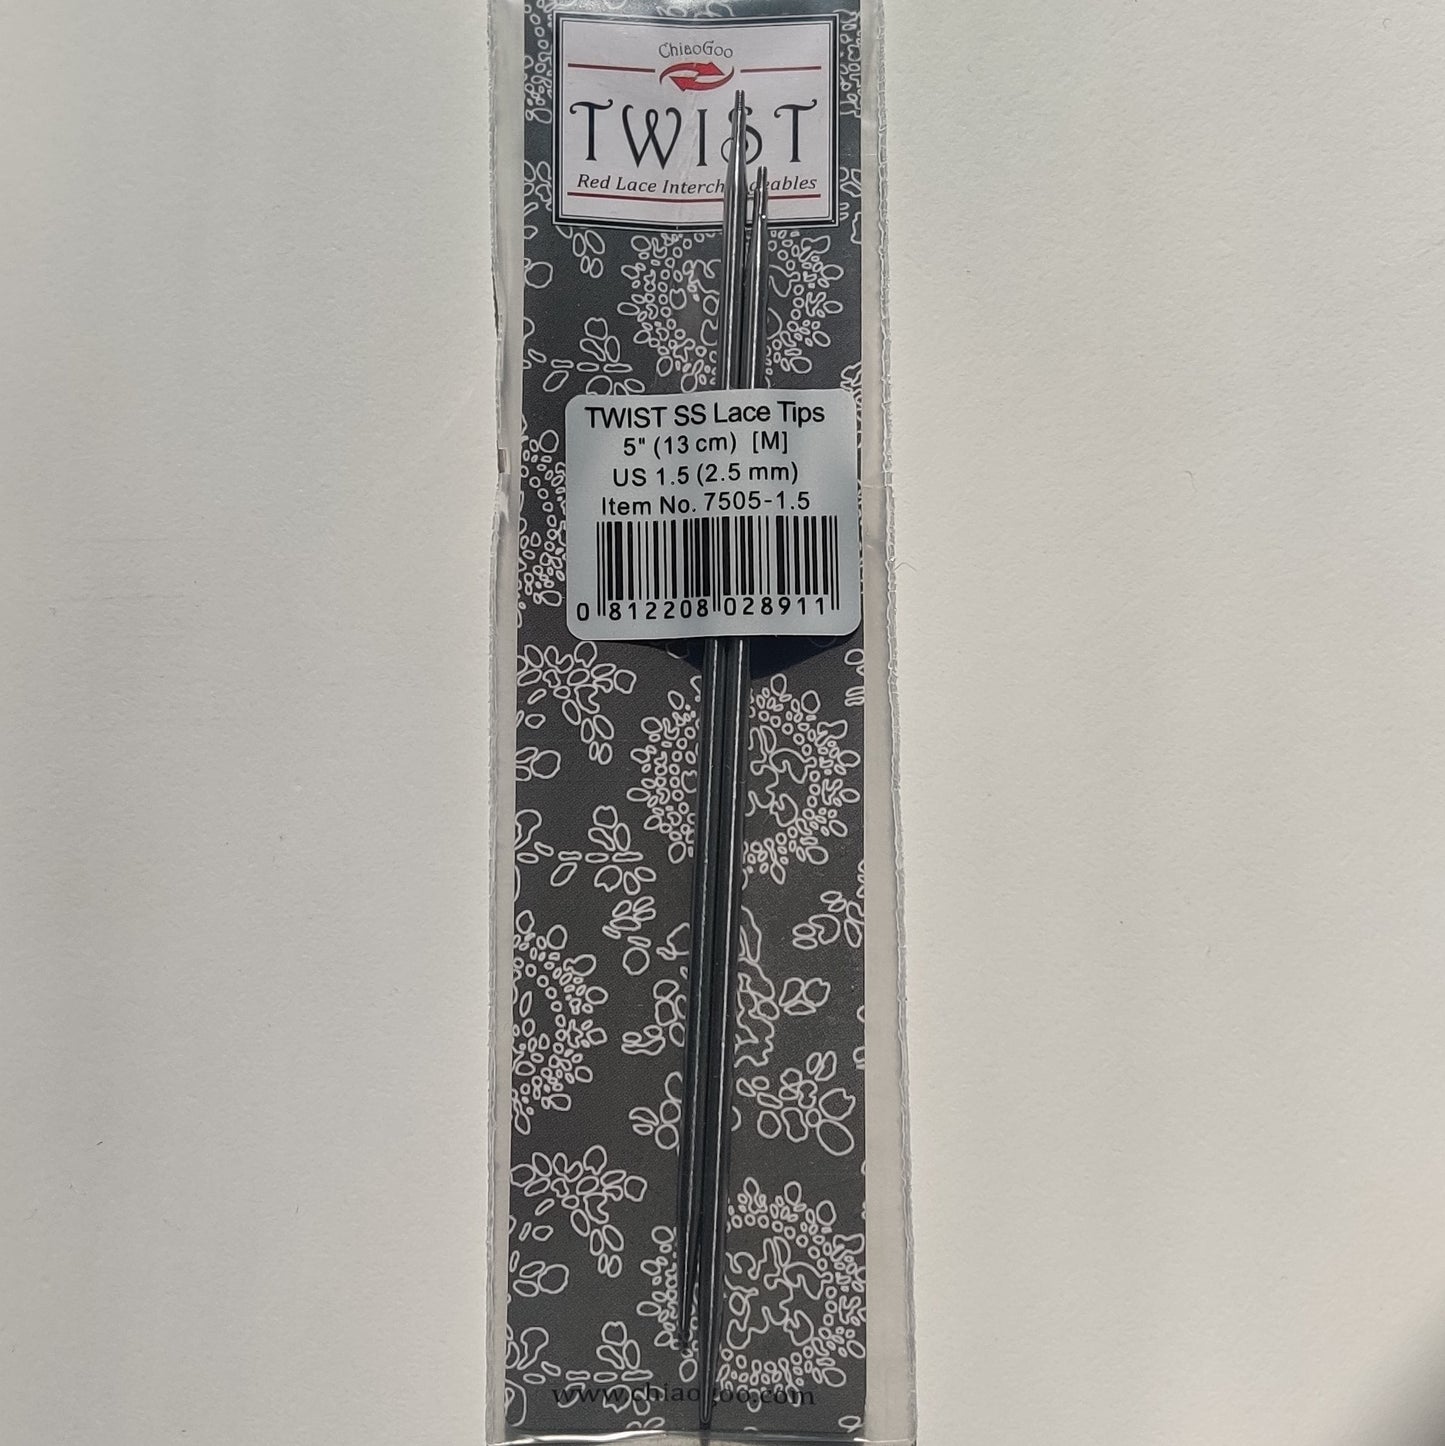 ChiaoGoo
TWIST
Red Lace Interchangeables
TWIST SS Lace Tips
5" (13 cm) [M]
US 1.5 (2.5 mm)
Item No. 7505-1.5
0 812208 028911
www.chiaogoo.com